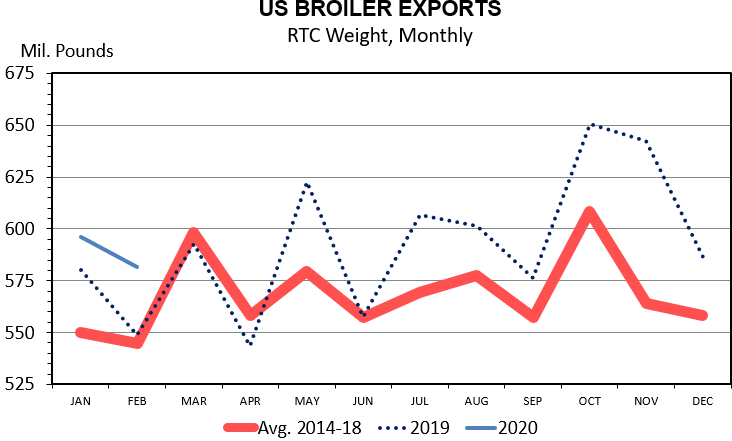 US BROILER EXPORTS
RTC Weight, Monthly
Mil. Pounds
675
650
625
600
575
550
525
JAN FEB MAR APR MAY JUN JUL AUG SEP OCT NOV DEC
Avg. 2014-18 2019 2020